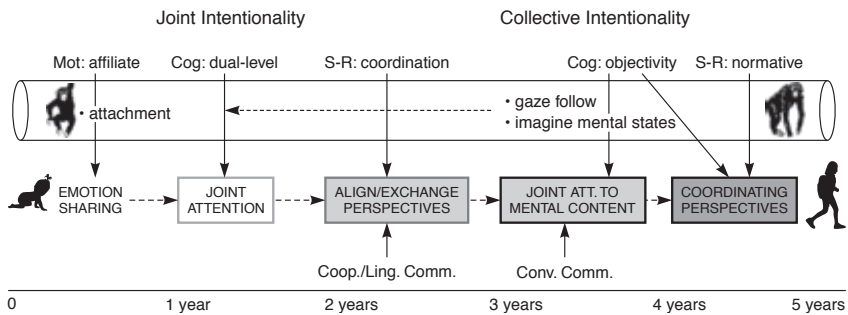 Joint Intentionality
Collective Intentionality
Mot: affiliate
Cog: dual-level
S-R: coordination
Cog: objectivity
S-R: normative
• attachment
• gaze follow
• imagine mental states
EMOTION
SHARING
JOINT
ATTENTION
ALIGN/EXCHANGE
PERSPECTIVES
JOINT ATT. TO
MENTAL CONTENT
COORDINATING
PERSPECTIVES
Coop./Ling. Comm.
Conv. Comm.
0
1 year
2 years
3 years
4 years
5 years